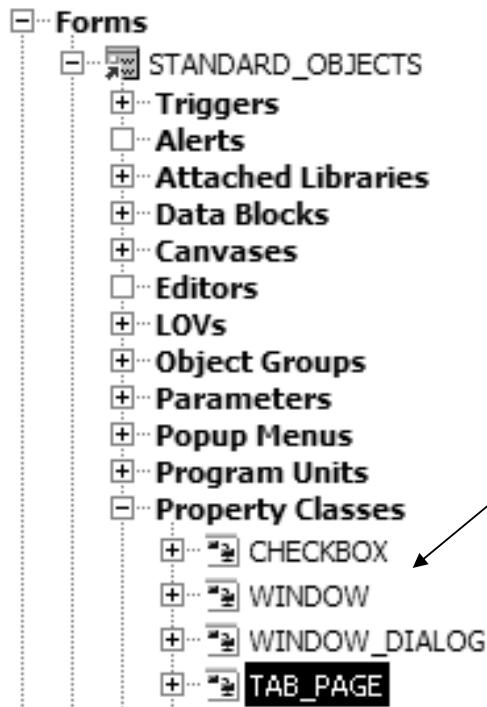 Forms
STANDARD_OBJECTS
Triggers
Alerts
Attached Libraries
Data Blocks
Canvases
Editors
LOVs
Object Groups
Parameters
Popup Menus
Program Units
Property Classes
CHECKBOX
WINDOW
WINDOW_DIALOG
TAB_PAGE